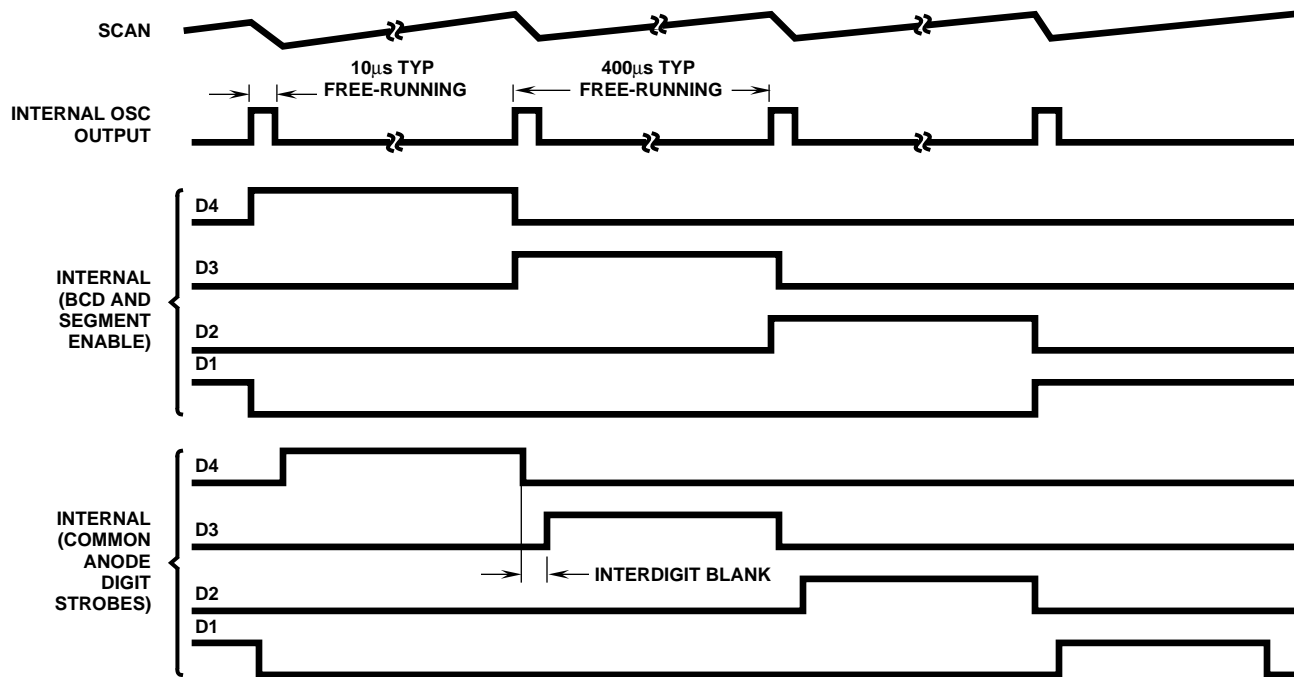 SCAN
10µs TYP
FREE-RUNNING
400µs TYP
FREE-RUNNING
INTERNAL OSC
OUTPUT
INTERNAL
(BCD AND
SEGMENT
ENABLE)
D4
D3
D2
D1
INTERNAL
(COMMON
ANODE
DIGIT
STROBES)
D4
D3
INTERDIGIT BLANK
D2
D1